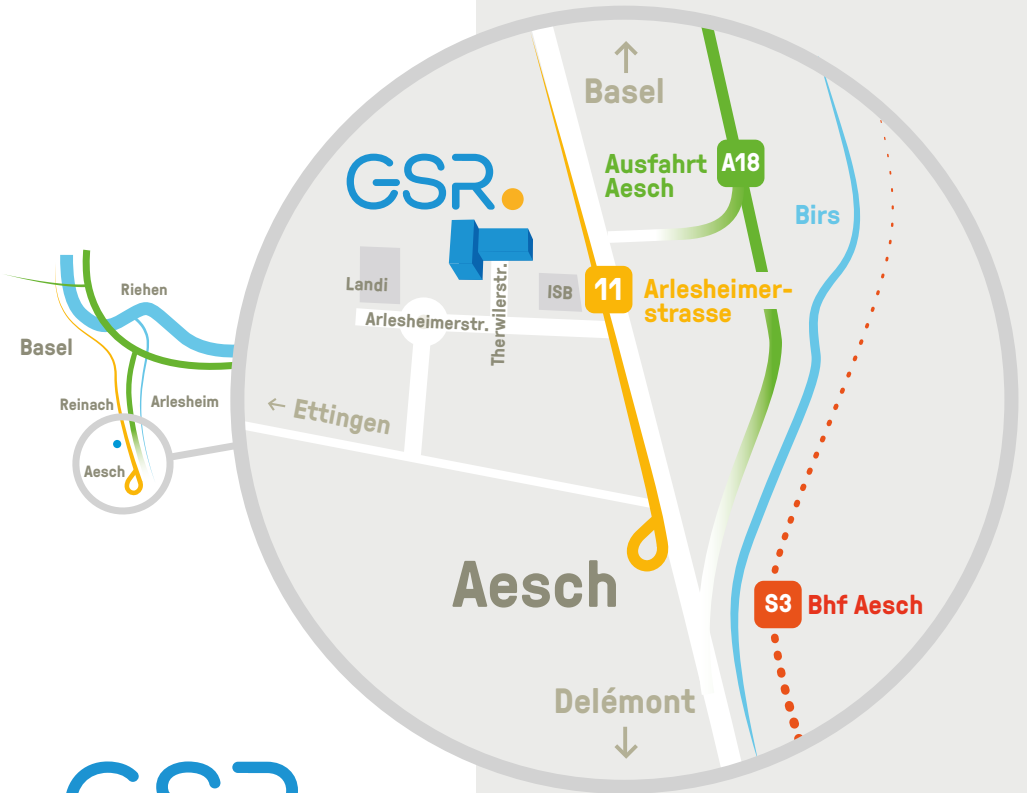 ↑
Basel
GSR.
Ausfahrt
Aesch
A18
Birs
Landi
ISB
11
Arlesheimer-
strasse
Arlesheimerstr.
Therwilerstr.
Riehen
Basel
Reinach
Arlesheim
Aesch
← Ettingen
Aesch
S3 Bhf Aesch
Delémont
↓